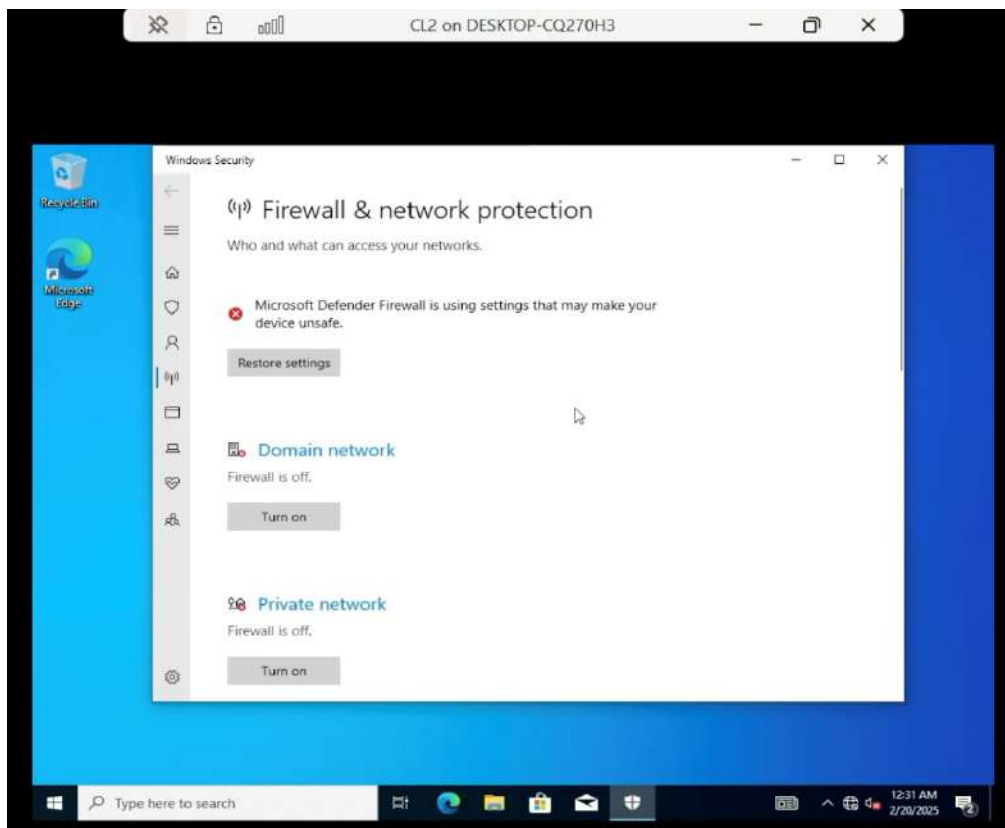 CL2 on DESKTOP-CQ270H3
Recycle Bin
Microsoft
Edge
Windows Security
Firewall & network protection
Who and what can access your networks.
Microsoft Defender Firewall is using settings that may make your
device unsafe.
Restore settings
Domain network
Firewall is off.
Turn on
Private network
Firewall is off.
Turn on
Type here to search
12:31 AM
2/20/2025
2